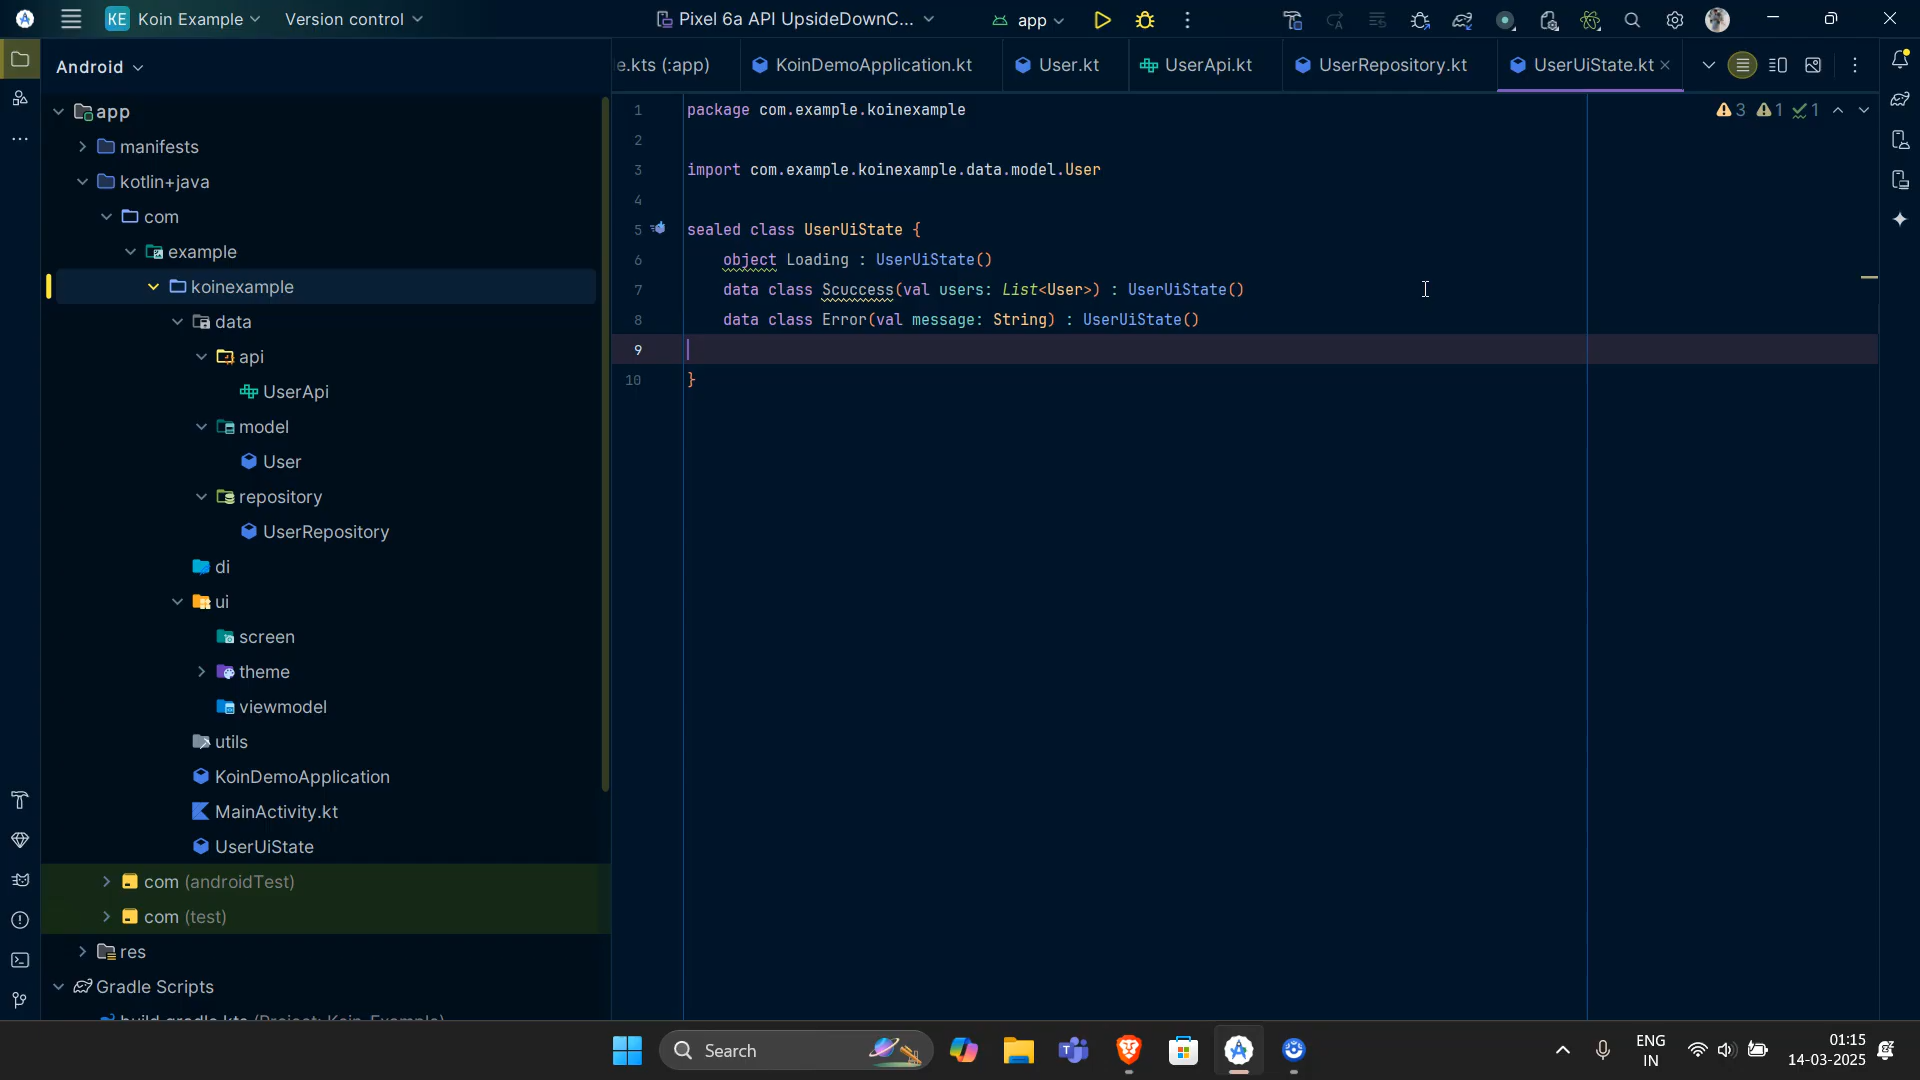 KE Koin Example Version control Pixel 6a API UpsideDownC... app
Android
e.kts (:app) KoinDemoApplication.kt User.kt UserApi.kt UserRepository.kt UserUiState.kt
app
manifests
kotlin+java
com
example
koinexample
data
api
UserApi
model
User
repository
UserRepository
di
ui
screen
theme
viewmodel
utils
KoinDemoApplication
MainActivity.kt
UserUiState
com (androidTest)
com (test)
res
Gradle Scripts
build.gradle.kts (Project: Koin_Example)
3 1 1
1 package com.example.koinexample
2
3 import com.example.koinexample.data.model.User
4
5 sealed class UserUiState {
6 object Loading : UserUiState()
7 data class Scuccess(val users: List<User>) : UserUiState()
8 data class Error(val message: String) : UserUiState()
9
10 }
Search
ENG
IN
01:15
14-03-2025